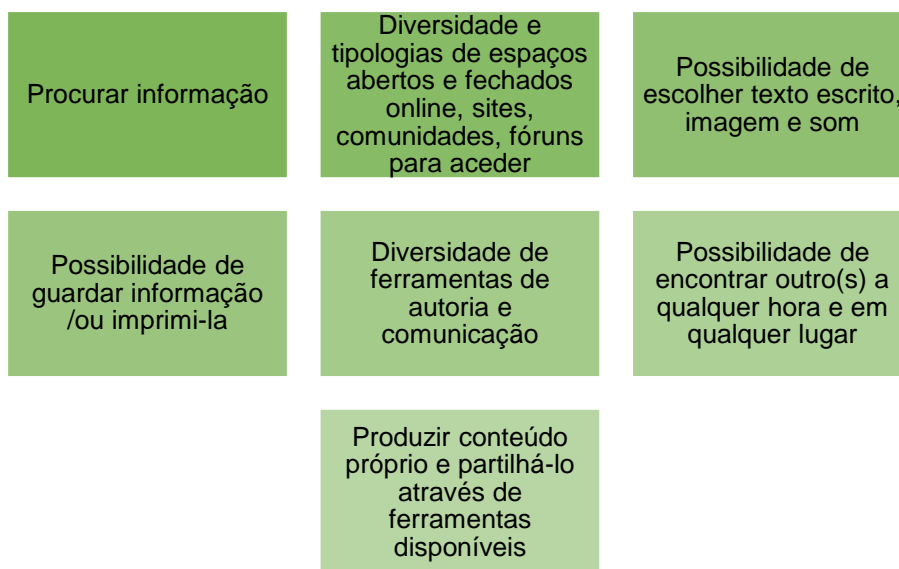 Procurar informação
Diversidade e
tipologias de espaços
abertos e fechados
online, sites,
comunidades, fóruns
para aceder
Possibilidade de
escolher texto escrito,
imagem e som
Possibilidade de
guardar informação
/ou imprimi-la
Diversidade de
ferramentas de
autoria e
comunicação
Possibilidade de
encontrar outro(s) a
qualquer hora e em
qualquer lugar
Produzir conteúdo
próprio e partilhá-lo
através de
ferramentas
disponíveis